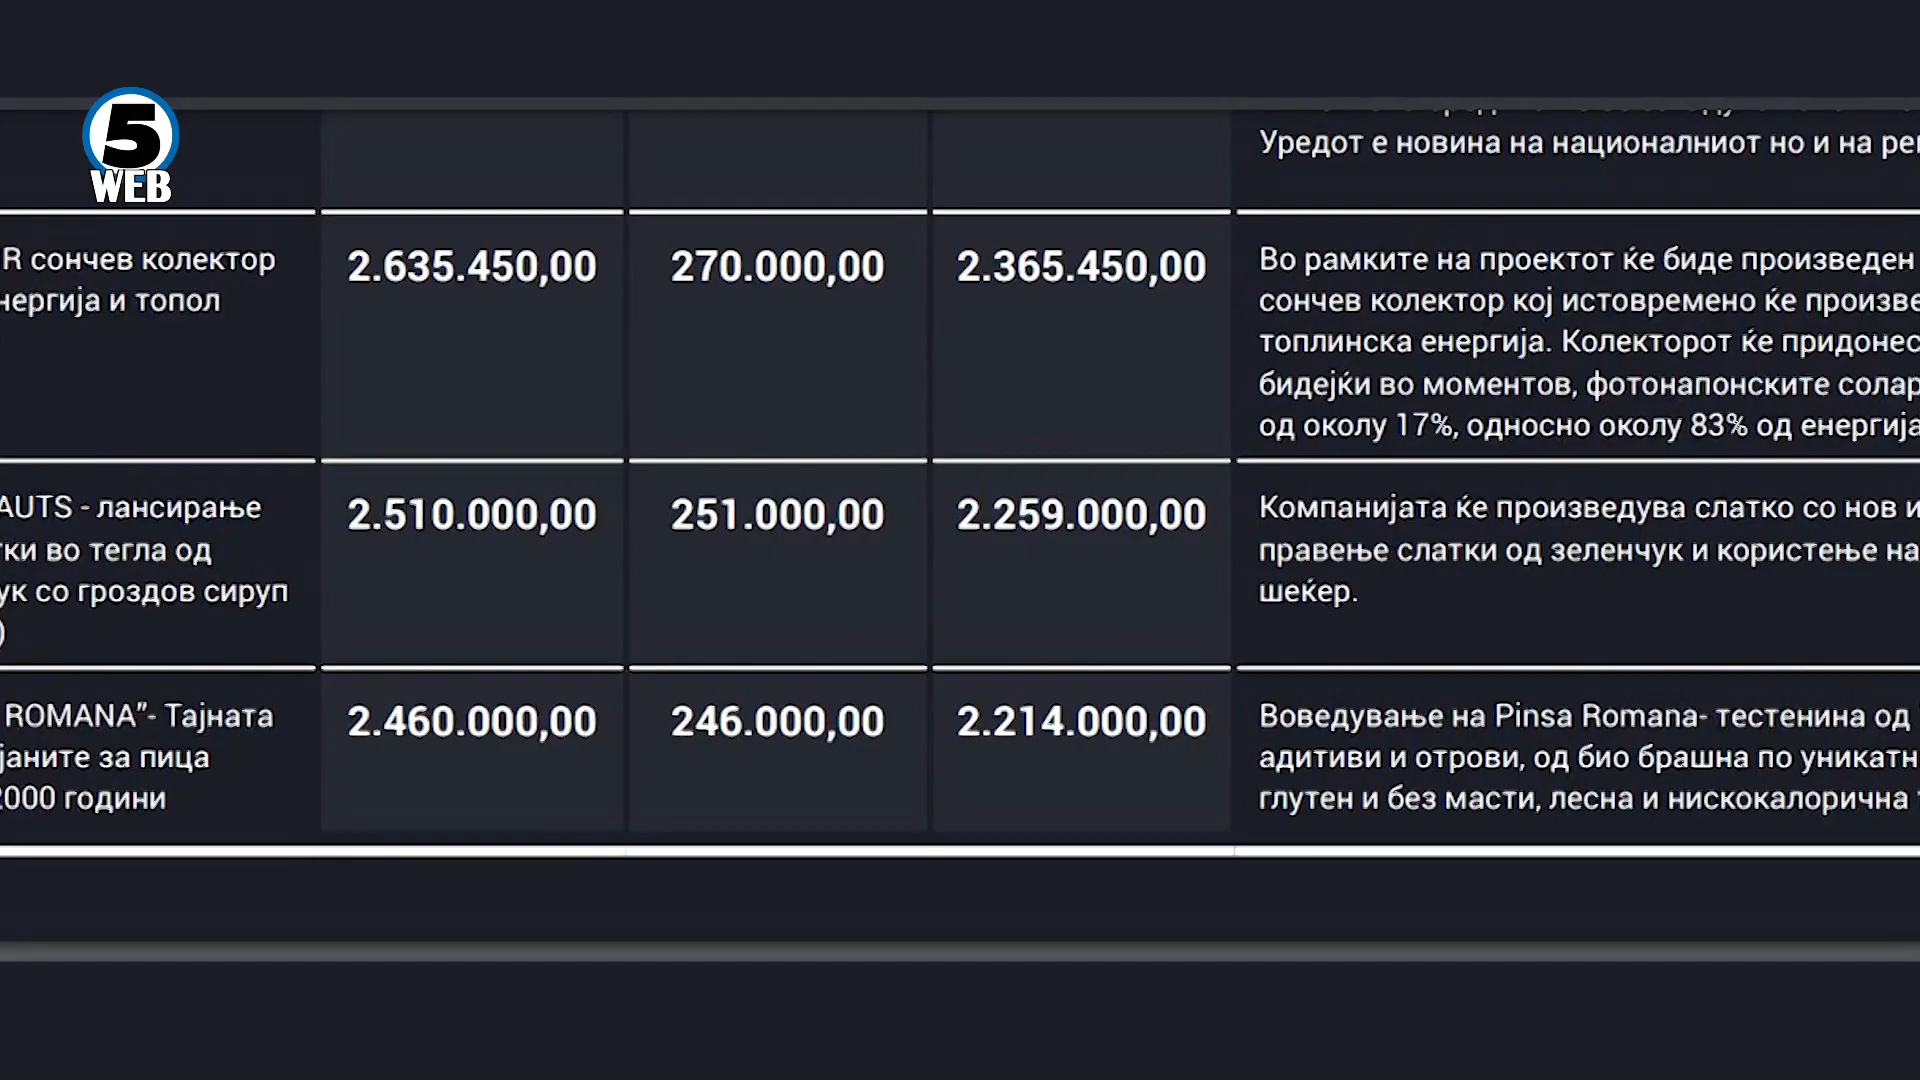 5
WEB
Уредот е новина на националниот но и на
R сончев колектор
нергија и топол
2.635.450,00
270.000,00
2.365.450,00
Во рамките на проектот ќе биде произведен
сончев колектор кој истовремено ќе произве
топлинска енергија. Колекторот ќе придонес
бидејќи во моментов, фотонапонските солар
од околу 17%, односно околу 83% од енергија
AUTS - лансирање
ки во тегла од
ук со гроздов сируп
)
2.510.000,00
251.000,00
2.259.000,00
Компанијата ќе произведува слатко со нов и
правење слатки од зеленчук и користење на
шеќер.
ROMANA”- Тајната
јаните за пица
2000 години
2.460.000,00
246.000,00
2.214.000,00
Воведување на Pinsa Romana- тестенина од
адитиви и отрови, од био брашна по уникатн
глутен и без масти, лесна и нискокалорична